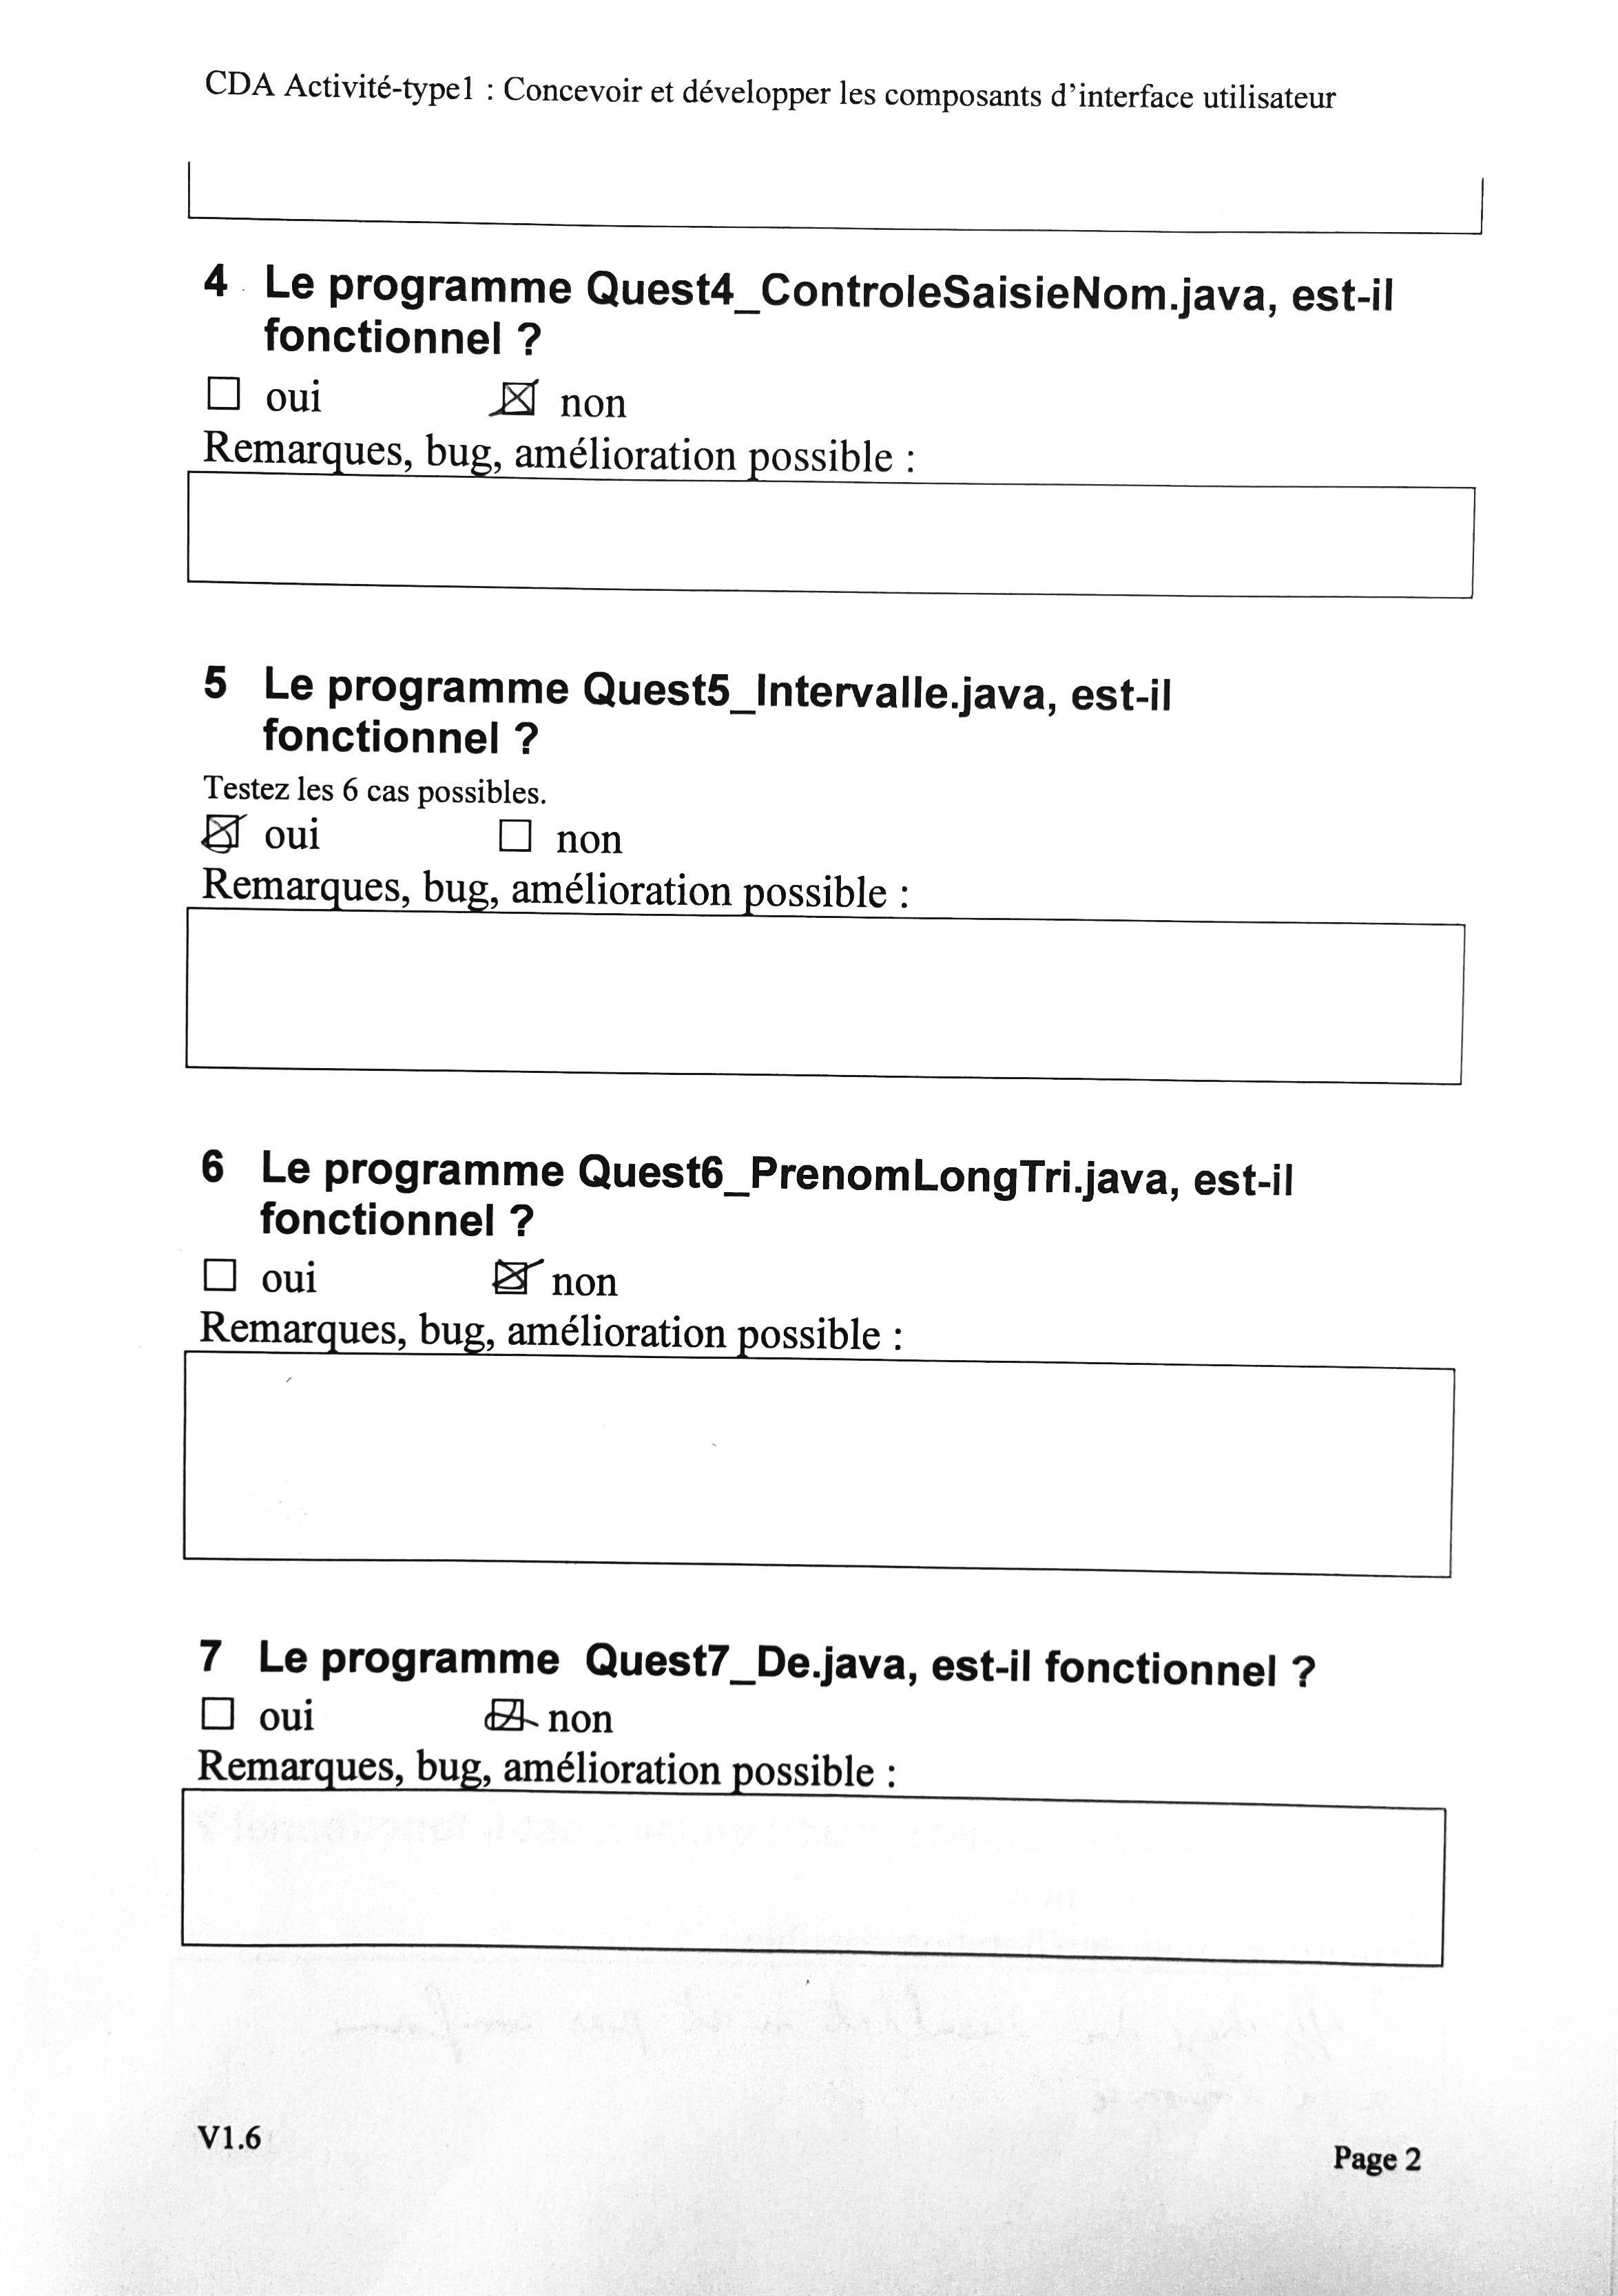 CDA Activité-type1 : Concevoir et développer les composants d'interface utilisateur
4 Le programme Quest4_ControleSaisieNom.java, est-il
fonctionnel ?
☐ oui ☒ non
Remarques, bug, amélioration possible :
5 Le programme Quest5_Intervalle.java, est-il
fonctionnel ?
Testez les 6 cas possibles.
☒ oui ☐ non
Remarques, bug, amélioration possible :
6 Le programme Quest6_PrenomLongTri.java, est-il
fonctionnel ?
☐ oui ☒ non
Remarques, bug, amélioration possible :
7 Le programme Quest7_De.java, est-il fonctionnel ?
☐ oui ☒ non
Remarques, bug, amélioration possible :
V1.6
Page 2